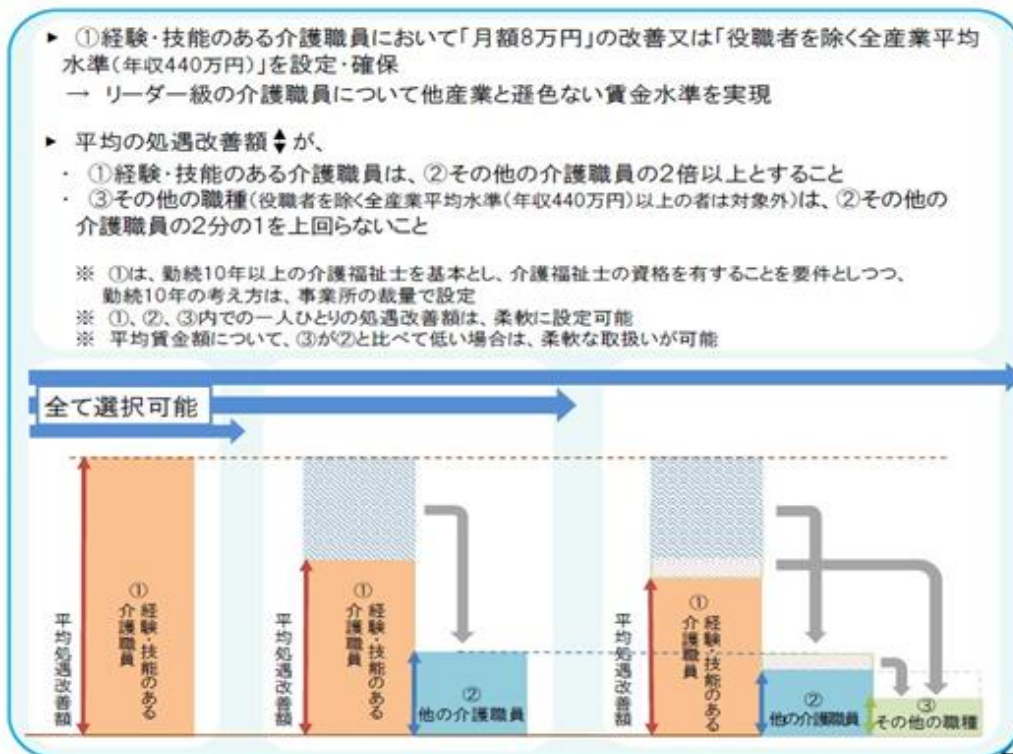 ▶ ①経験・技能のある介護職員において「月額8万円」の改善又は「役職者を除く全産業平均
水準（年収440万円）」を設定・確保
→ リーダー級の介護職員について他産業と遜色ない賃金水準を実現
▶ 平均の処遇改善額 が、
・ ①経験・技能のある介護職員は、②その他の介護職員の2倍以上とすること
・ ③その他の職種（役職者を除く全産業平均水準（年収440万円）以上の者は対象外）は、②その他の
介護職員の2分の1を上回らないこと
※ ①は、勤続10年以上の介護福祉士を基本とし、介護福祉士の資格を有することを要件としつつ、
勤続10年の考え方は、事業所の裁量で設定
※ ①、②、③内での一人ひとりの処遇改善額は、柔軟に設定可能
※ 平均賃金額について、③が②と比べて低い場合は、柔軟な取扱いが可能
全て選択可能
平均処遇改善額
①
経験・技能のある
介護職員
平均処遇改善額
①
経験・技能のある
介護職員
②
他の介護職員
平均処遇改善額
①
経験・技能のある
介護職員
②
他の介護職員
③
その他の職種